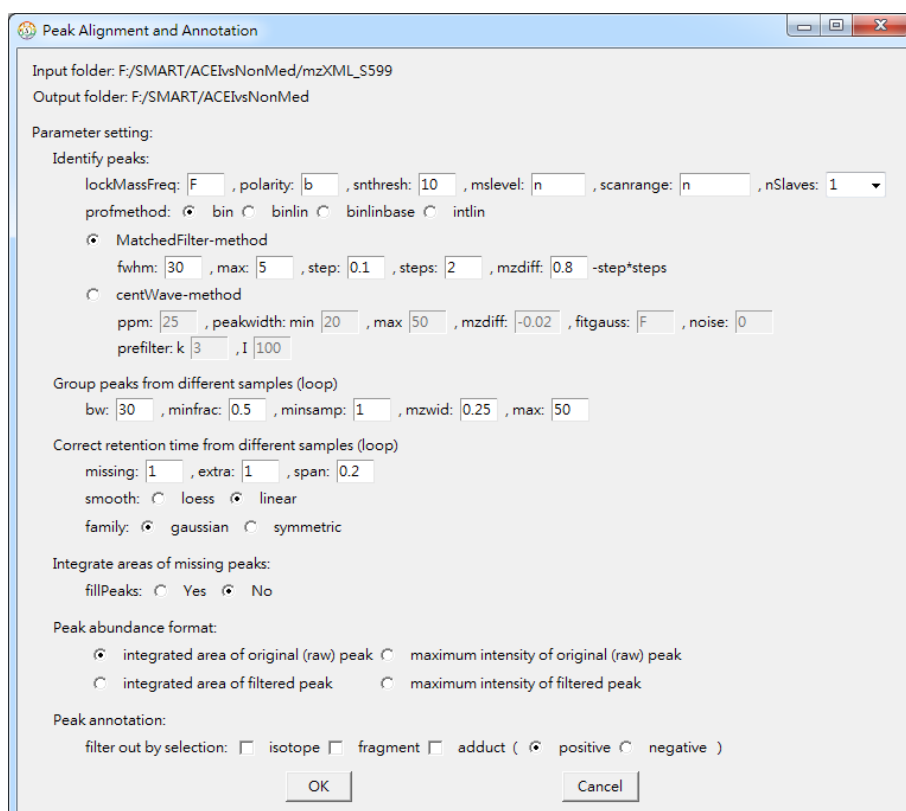 Peak Alignment and Annotation
Input folder: F:/SMART/ACEIvsNonMed/mzXML_S599
Output folder: F:/SMART/ACEIvsNonMed
Parameter setting:
Identify peaks:
lockMassFreq: F , polarity: b , snthresh: 10 , mslevel: n , scanrange: n , nSlaves: 1
profmethod: bin binlin binlinbase intlin
MatchedFilter-method
fwhm: 30 , max: 5 , step: 0.1 , steps: 2 , mzdiff: 0.8 -step*steps
centWave-method
ppm: 25 , peakwidth: min 20 , max 50 , mzdiff: -0.02 , fitgauss: F , noise: 0
prefilter: k 3 , I 100
Group peaks from different samples (loop)
bw: 30 , minfrac: 0.5 , minsamp: 1 , mzwid: 0.25 , max: 50
Correct retention time from different samples (loop)
missing: 1 , extra: 1 , span: 0.2
smooth: loess linear
family: gaussian symmetric
Integrate areas of missing peaks:
fillPeaks: Yes No
Peak abundance format:
integrated area of original (raw) peak maximum intensity of original (raw) peak
integrated area of filtered peak maximum intensity of filtered peak
Peak annotation:
filter out by selection: isotope fragment adduct ( positive negative )
OK Cancel